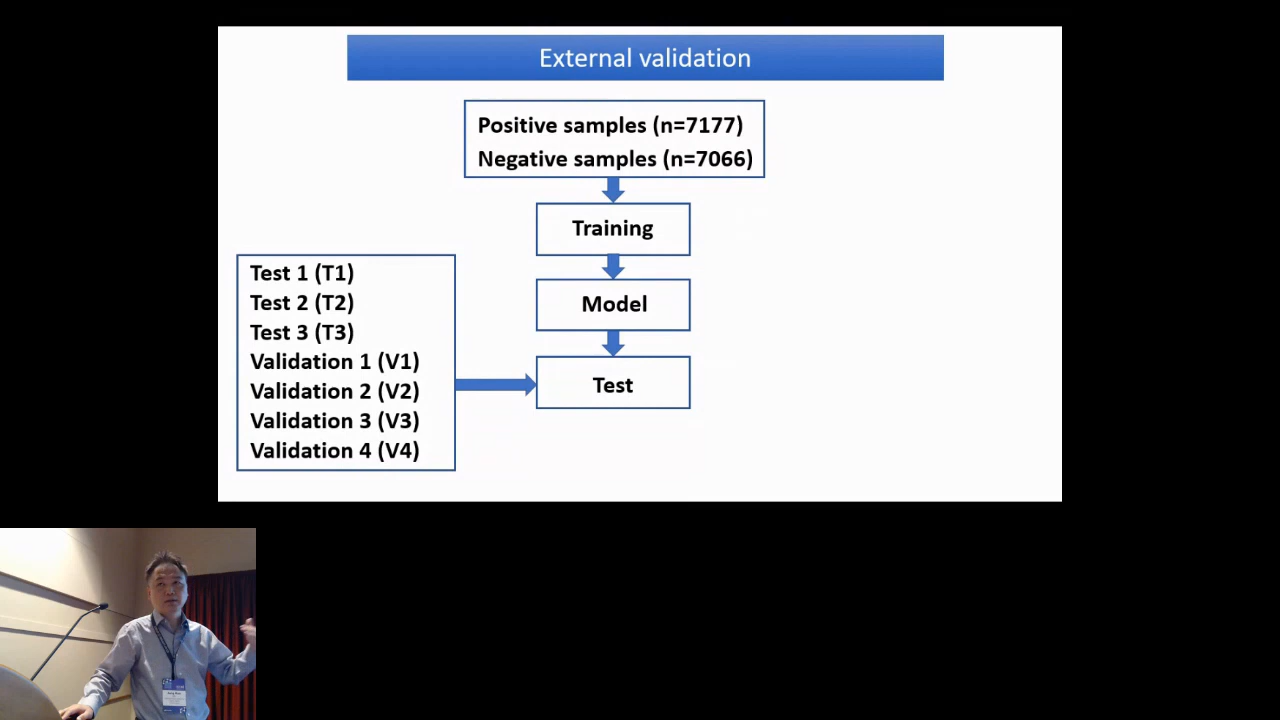 External validation
Positive samples (n=7177)
Negative samples (n=7066)
Training
Model
Test
Test 1 (T1)
Test 2 (T2)
Test 3 (T3)
Validation 1 (V1)
Validation 2 (V2)
Validation 3 (V3)
Validation 4 (V4)